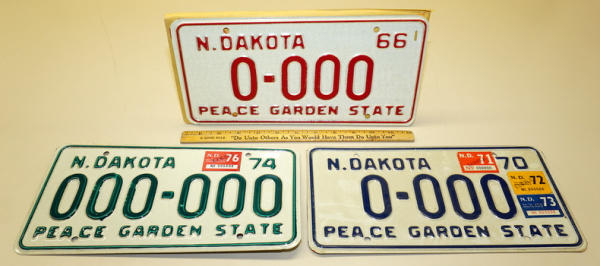 N.DAKOTA 66
0-000
PEACE GARDEN STATE
"Do Unto Others As You Would Have Them Do Unto You"
N.DAKOTA N.D. 76 74
000-000
PEACE GARDEN STATE
N.DAKOTA N.D. 71 70
0-000
N.D. 72
N.D. 73
PEACE GARDEN STATE